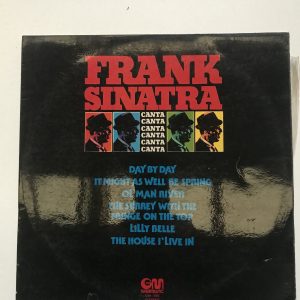 FRANK
SINATRA
CANTA
CANTA
CANTA
CANTA
CANTA
CANTA
DAY BY DAY
IT MIGHT AS WELL BE SPRING
OL' MAN RIVER
THE SURREY WITH THE
FRINGE ON THE TOP
LILLY BELLE
THE HOUSE I LIVE IN
GM